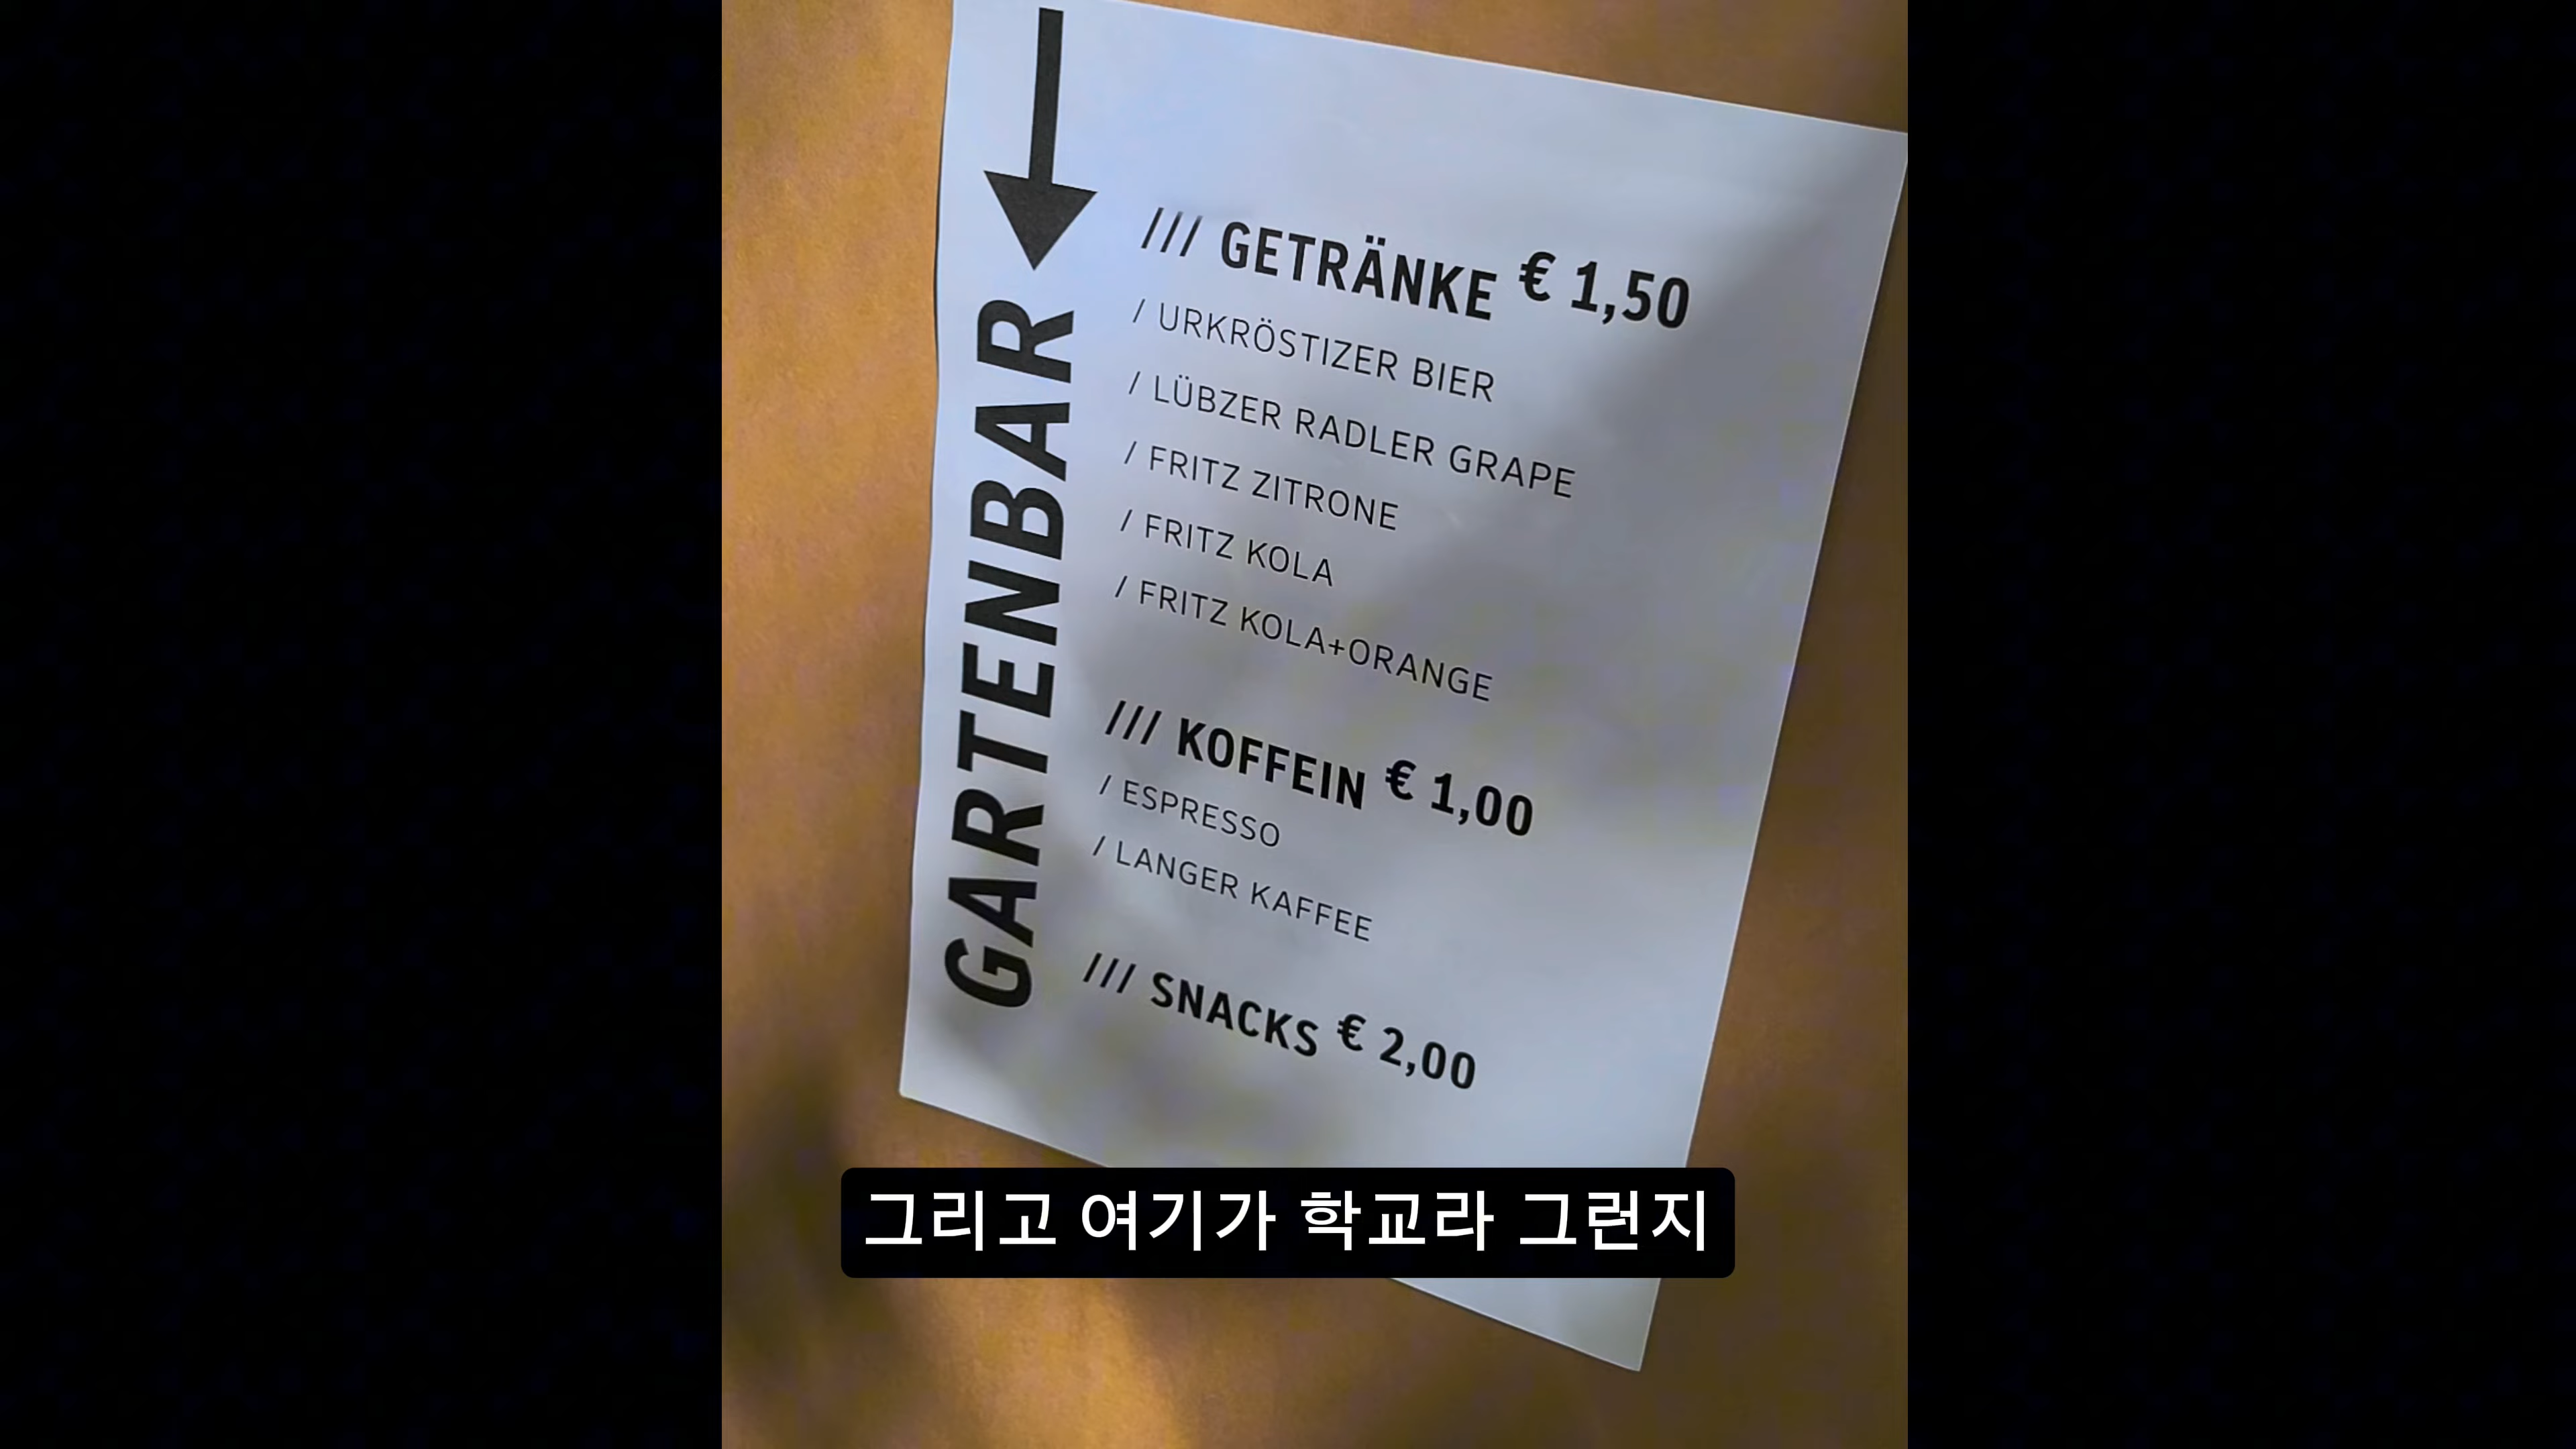 GARTENBAR
/// GETRÄNKE € 1,50
/ URKRÖSTIZER BIER
/ LÜBZER RADLER GRAPE
/ FRITZ ZITRONE
/ FRITZ KOLA
/ FRITZ KOLA+ORANGE
/// KOFFEIN € 1,00
/ ESPRESSO
/ LANGER KAFFEE
/// SNACKS € 2,00
그리고 여기가 학교라 그런지